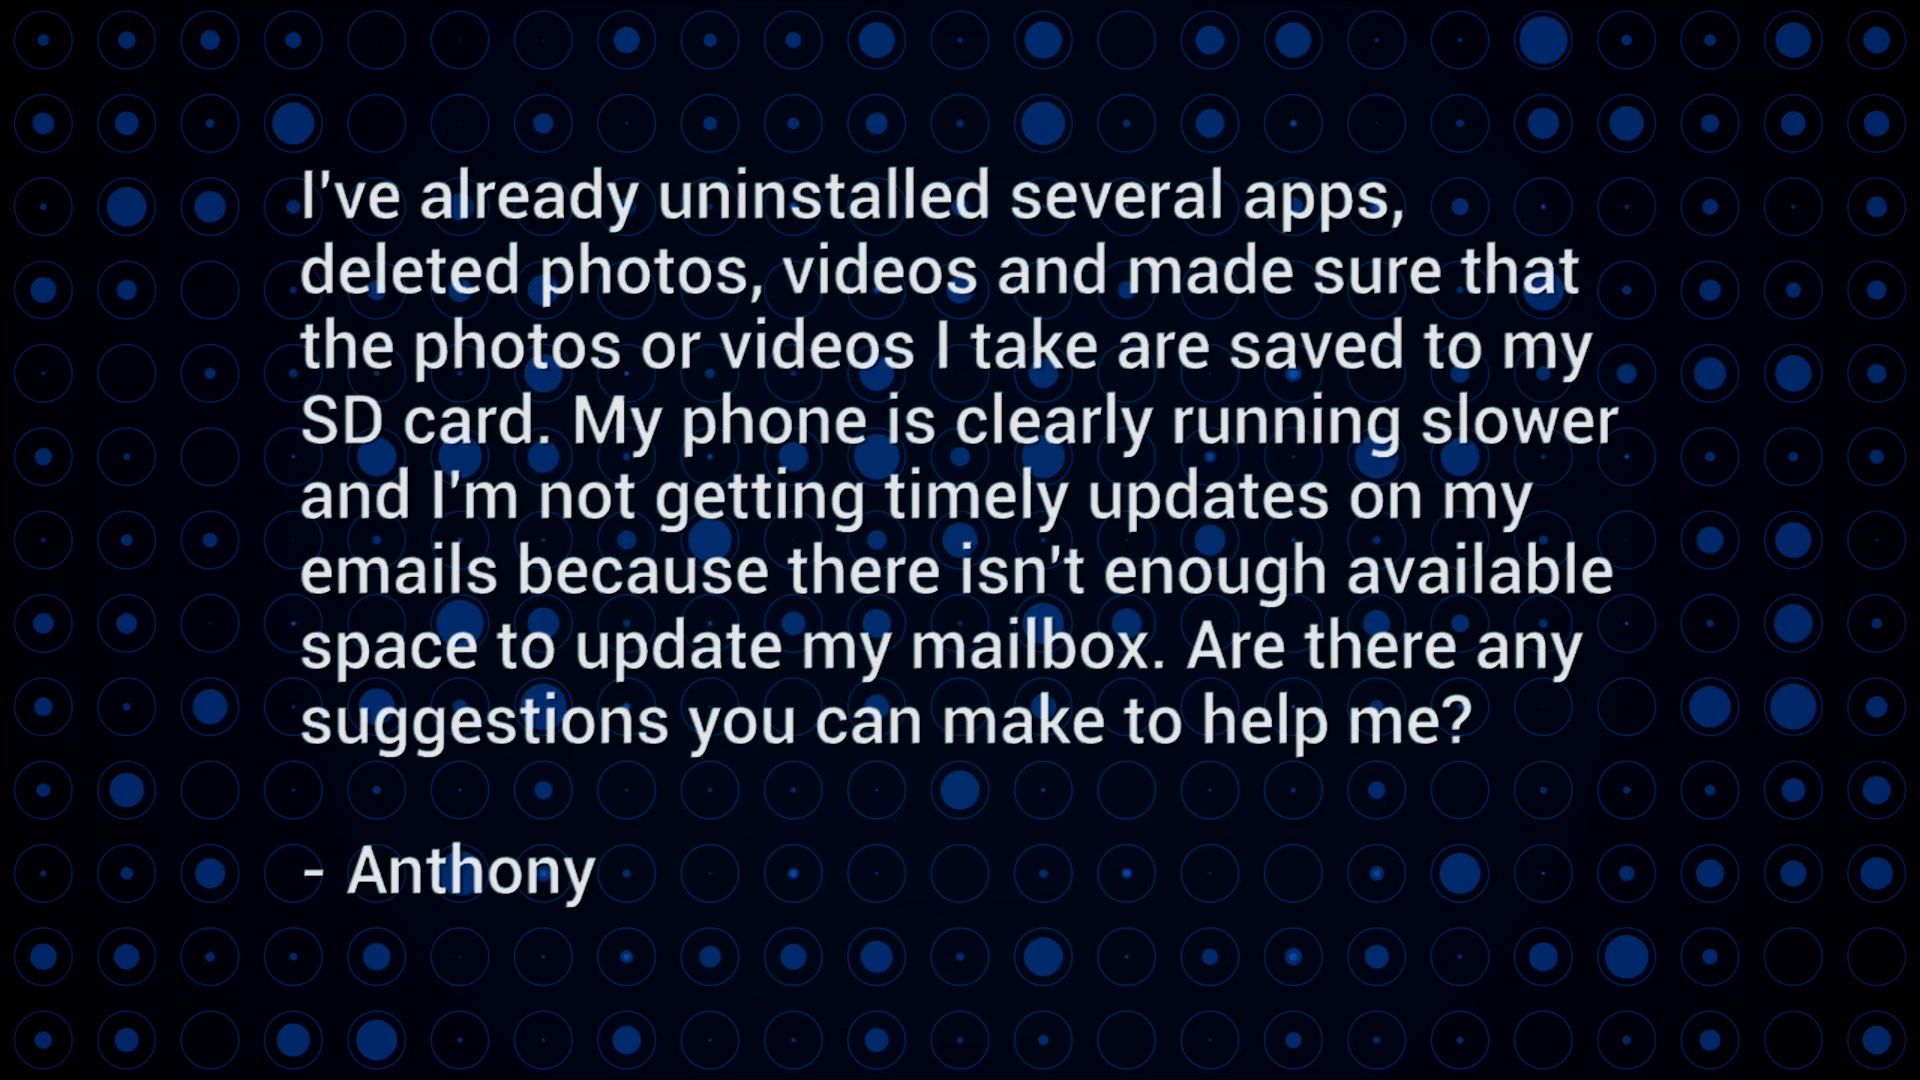 I've already uninstalled several apps,
deleted photos, videos and made sure that
the photos or videos I take are saved to my
SD card. My phone is clearly running slower
and I'm not getting timely updates on my
emails because there isn't enough available
space to update my mailbox. Are there any
suggestions you can make to help me?
- Anthony